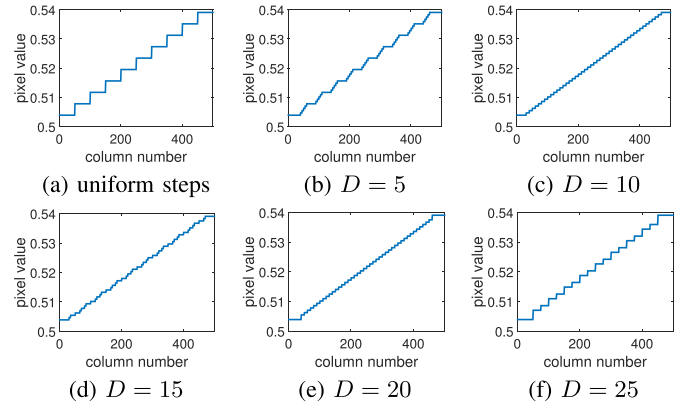 0.54
0.53
0.52
0.51
0.5
0 200 400
pixel value
column number
(a) uniform steps
0.54
0.53
0.52
0.51
0.5
0 200 400
pixel value
column number
(b) D = 5
0.54
0.53
0.52
0.51
0.5
0 200 400
pixel value
column number
(c) D = 10
0.54
0.53
0.52
0.51
0.5
0 200 400
pixel value
column number
(d) D = 15
0.54
0.53
0.52
0.51
0.5
0 200 400
pixel value
column number
(e) D = 20
0.54
0.53
0.52
0.51
0.5
0 200 400
pixel value
column number
(f) D = 25